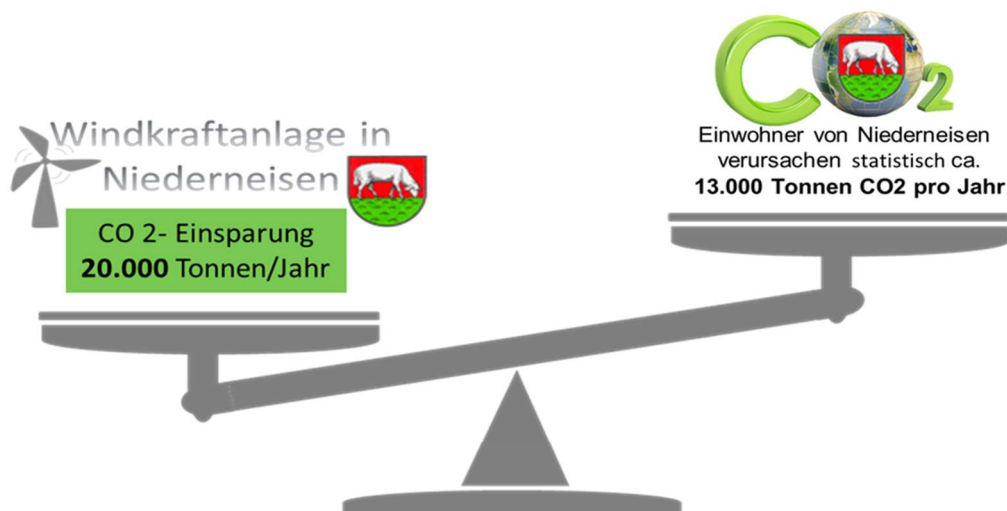 Windkraftanlage in
Niederneisen
CO 2- Einsparung
20.000 Tonnen/Jahr
CO2
Einwohner von Niederneisen
verursachen statistisch ca.
13.000 Tonnen CO2 pro Jahr